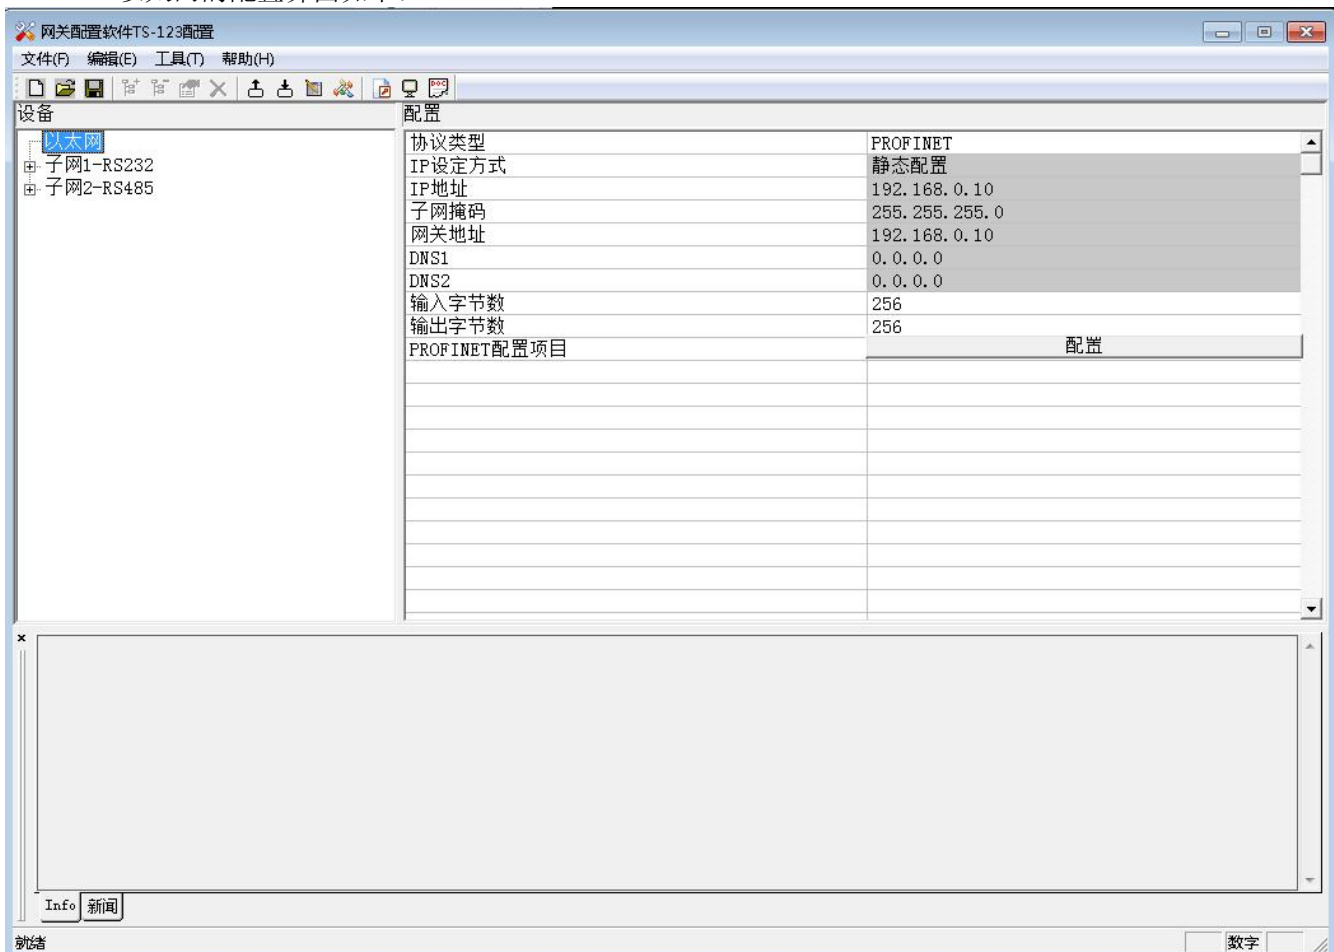 网关配置软件TS-123配置
文件(F) 编辑(E) 工具(T) 帮助(H)
设备
配置
以太网
子网1-RS232
子网2-RS485
协议类型 PROFINET
IP设定方式 静态配置
IP地址 192.168.0.10
子网掩码 255.255.255.0
网关地址 192.168.0.10
DNS1 0.0.0.0
DNS2 0.0.0.0
输入字节数 256
输出字节数 256
PROFINET配置项目 配置
Info 新闻
就绪 数字